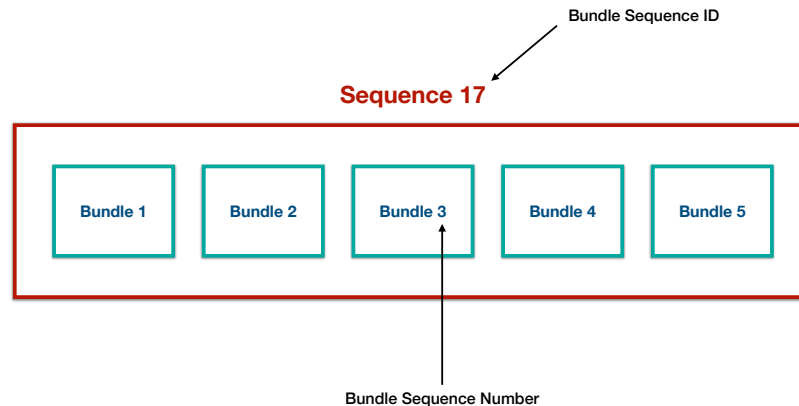 Bundle Sequence ID
Sequence 17
Bundle 1
Bundle 2
Bundle 3
Bundle 4
Bundle 5
Bundle Sequence Number